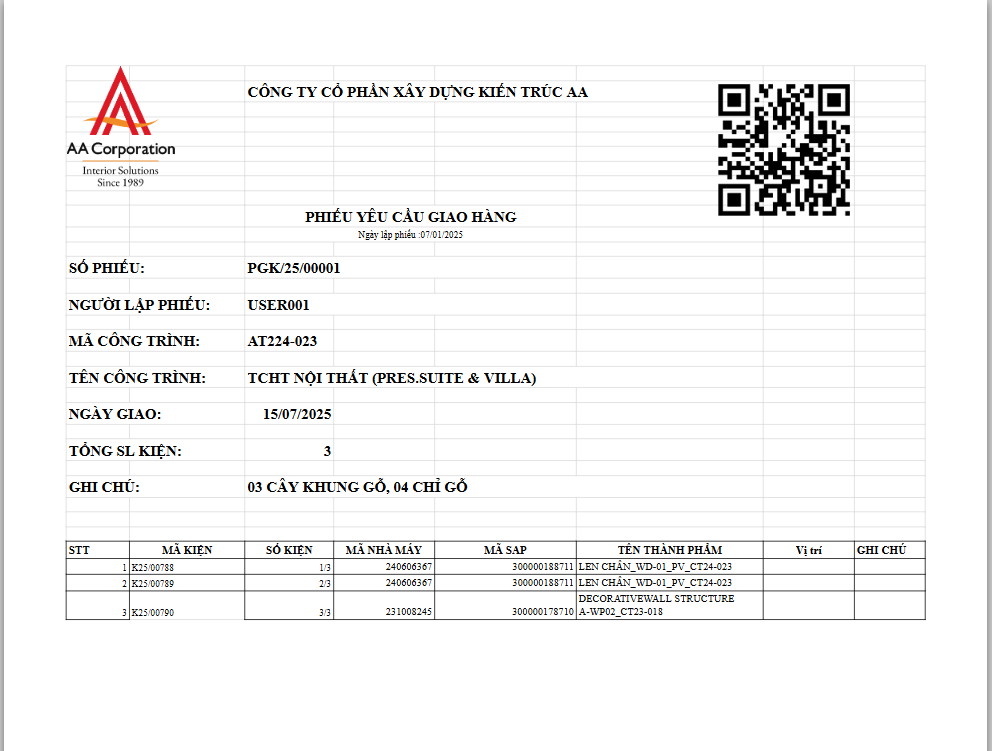 AA Corporation
Interior Solutions
Since 1989
CÔNG TY CỔ PHẦN XÂY DỰNG KIẾN TRÚC AA
PHIẾU YÊU CẦU GIAO HÀNG
Ngày lập phiếu :07/01/2025
SỐ PHIẾU: PGK/25/00001
NGƯỜI LẬP PHIẾU: USER001
MÃ CÔNG TRÌNH: AT224-023
TÊN CÔNG TRÌNH: TCHT NỘI THẤT (PRES.SUITE & VILLA)
NGÀY GIAO: 15/07/2025
TỔNG SL KIỆN: 3
GHI CHÚ: 03 CÂY KHUNG GỖ, 04 CHỈ GỖ
STT MÃ KIỆN SỐ KIỆN MÃ NHÀ MÁY MÃ SAP TÊN THÀNH PHẨM Vị trí GHI CHÚ
1 K25/00788 1/3 240606367 300000188711 LEN CHÂN_WD-01_PV_CT24-023
2 K25/00789 2/3 240606367 300000188711 LEN CHÂN_WD-01_PV_CT24-023
3 K25/00790 3/3 231008245 300000178710 DECORATIVEWALL STRUCTURE
A-WP02_CT23-018